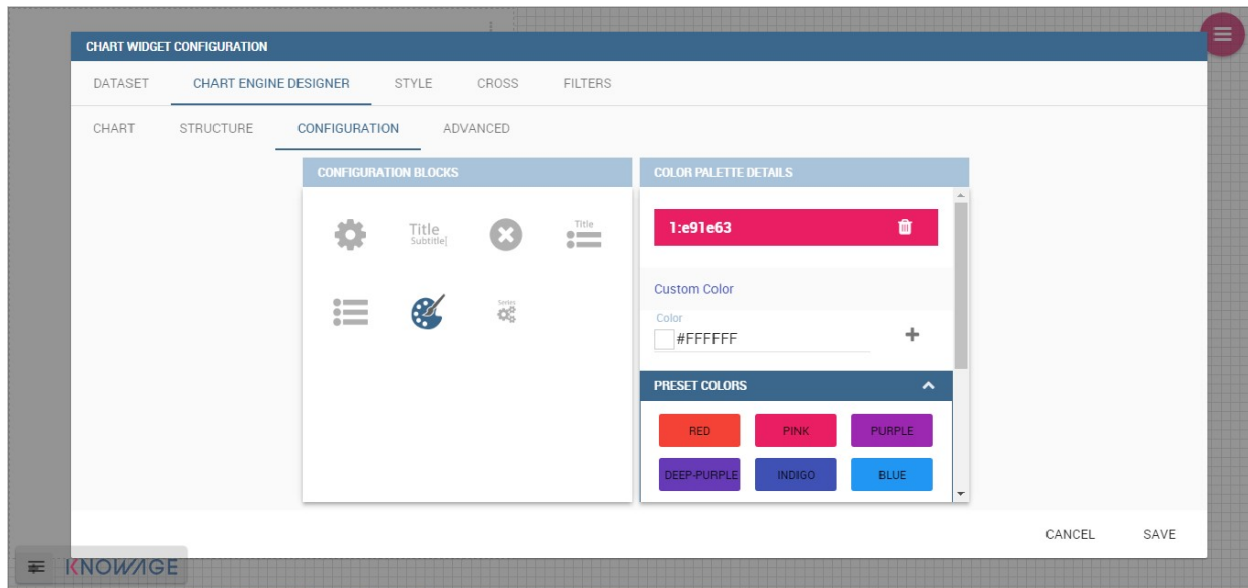 CHART WIDGET CONFIGURATION
DATASET CHART ENGINE DESIGNER STYLE CROSS FILTERS
CHART STRUCTURE CONFIGURATION ADVANCED
CONFIGURATION BLOCKS
Title
Subtitle
Title
Series
COLOR PALETTE DETAILS
1:e91e63
Custom Color
Color
#FFFFFF
PRESET COLORS
RED PINK PURPLE
DEEP-PURPLE INDIGO BLUE
CANCEL SAVE
KNOWAGE